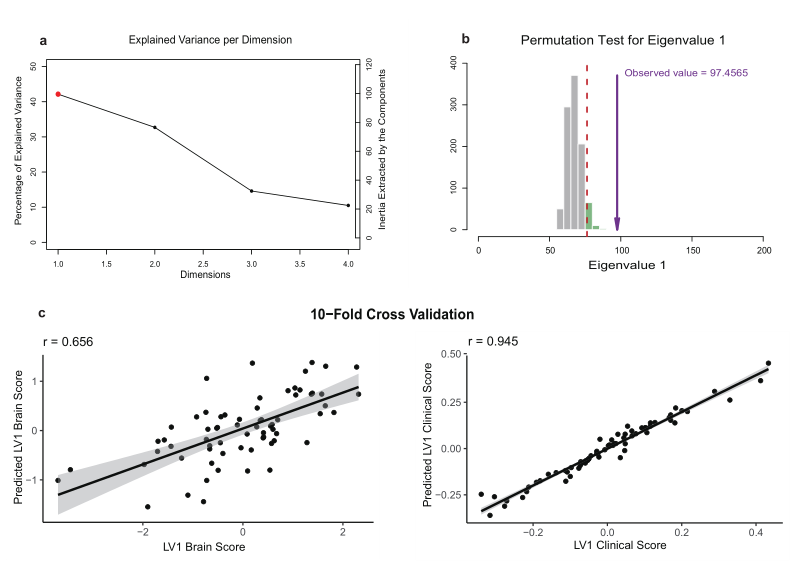 a
Explained Variance per Dimension
Percentage of Explained Variance
50
40
30
20
10
0
120
100
80
60
40
20
0
Inertia Extracted by the Components
1.0 1.5 2.0 2.5 3.0 3.5 4.0
Dimensions
b
Permutation Test for Eigenvalue 1
Observed value = 97.4565
400
300
200
100
0
0 50 100 150 200
Eigenvalue 1
c
10−Fold Cross Validation
r = 0.656
Predicted LV1 Brain Score
1
0
−1
−2 0 2
LV1 Brain Score
r = 0.945
Predicted LV1 Clinical Score
0.50
0.25
0.00
−0.25
−0.2 0.0 0.2 0.4
LV1 Clinical Score